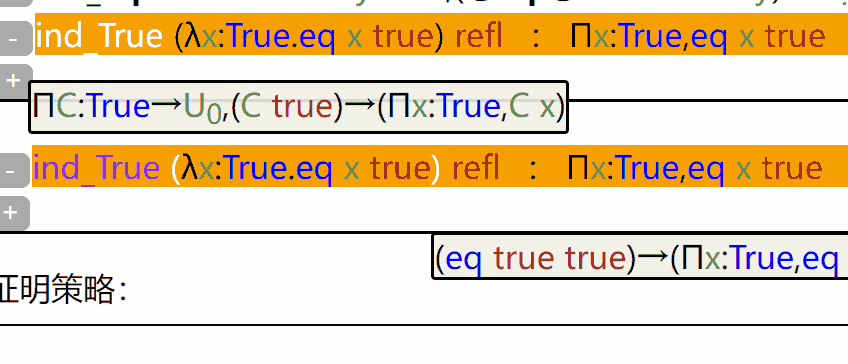 -
ind_True (λx:True.eq x true) refl : Πx:True,eq x true
+
ΠC:True→U₀,(C true)→(Πx:True,C x)
-
ind_True (λx:True.eq x true) refl : Πx:True,eq x true
+
(eq true true)→(Πx:True,eq
证明策略：